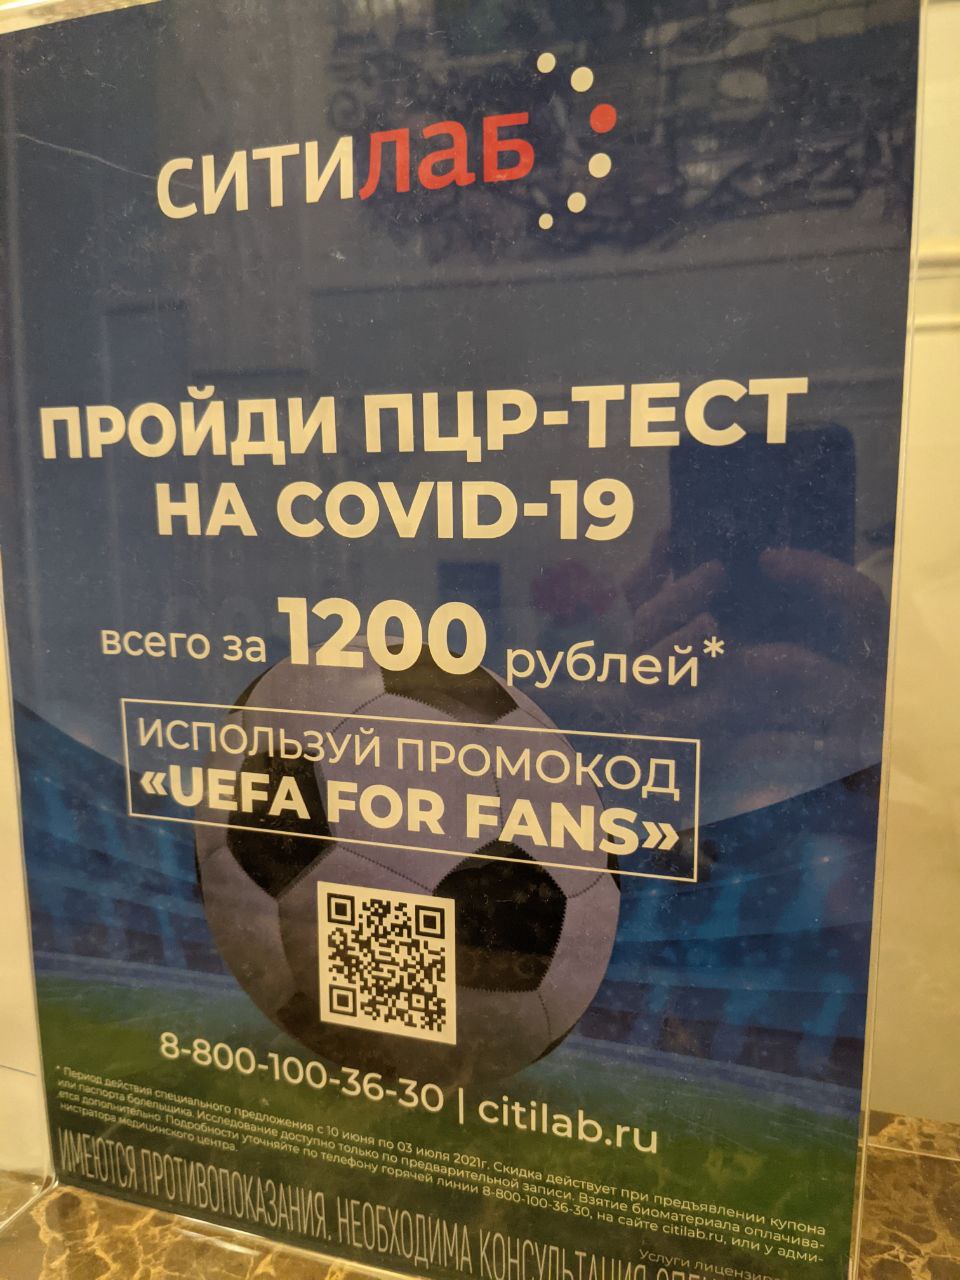 СИТИЛАБ
ПРОЙДИ ПЦР-ТЕСТ
НА COVID-19
всего за 1200 рублей*
ИСПОЛЬЗУЙ ПРОМОКОД
«UEFA FOR FANS»
8-800-100-36-30 | citilab.ru
* Период действия специального предложения с 10 июня по 03 июля 2021г. Скидка действует при предъявлении купона
или паспорта болельщика. Исследование доступно только по предварительной записи. Взятие биоматериала оплачива-
ется дополнительно. Подробности уточняйте по телефону горячей линии 8-800-100-36-30, на сайте citilab.ru, или у адми-
нистратора медицинского центра.
ИМЕЮТСЯ ПРОТИВОПОКАЗАНИЯ. НЕОБХОДИМА КОНСУЛЬТАЦИЯ
Услуги